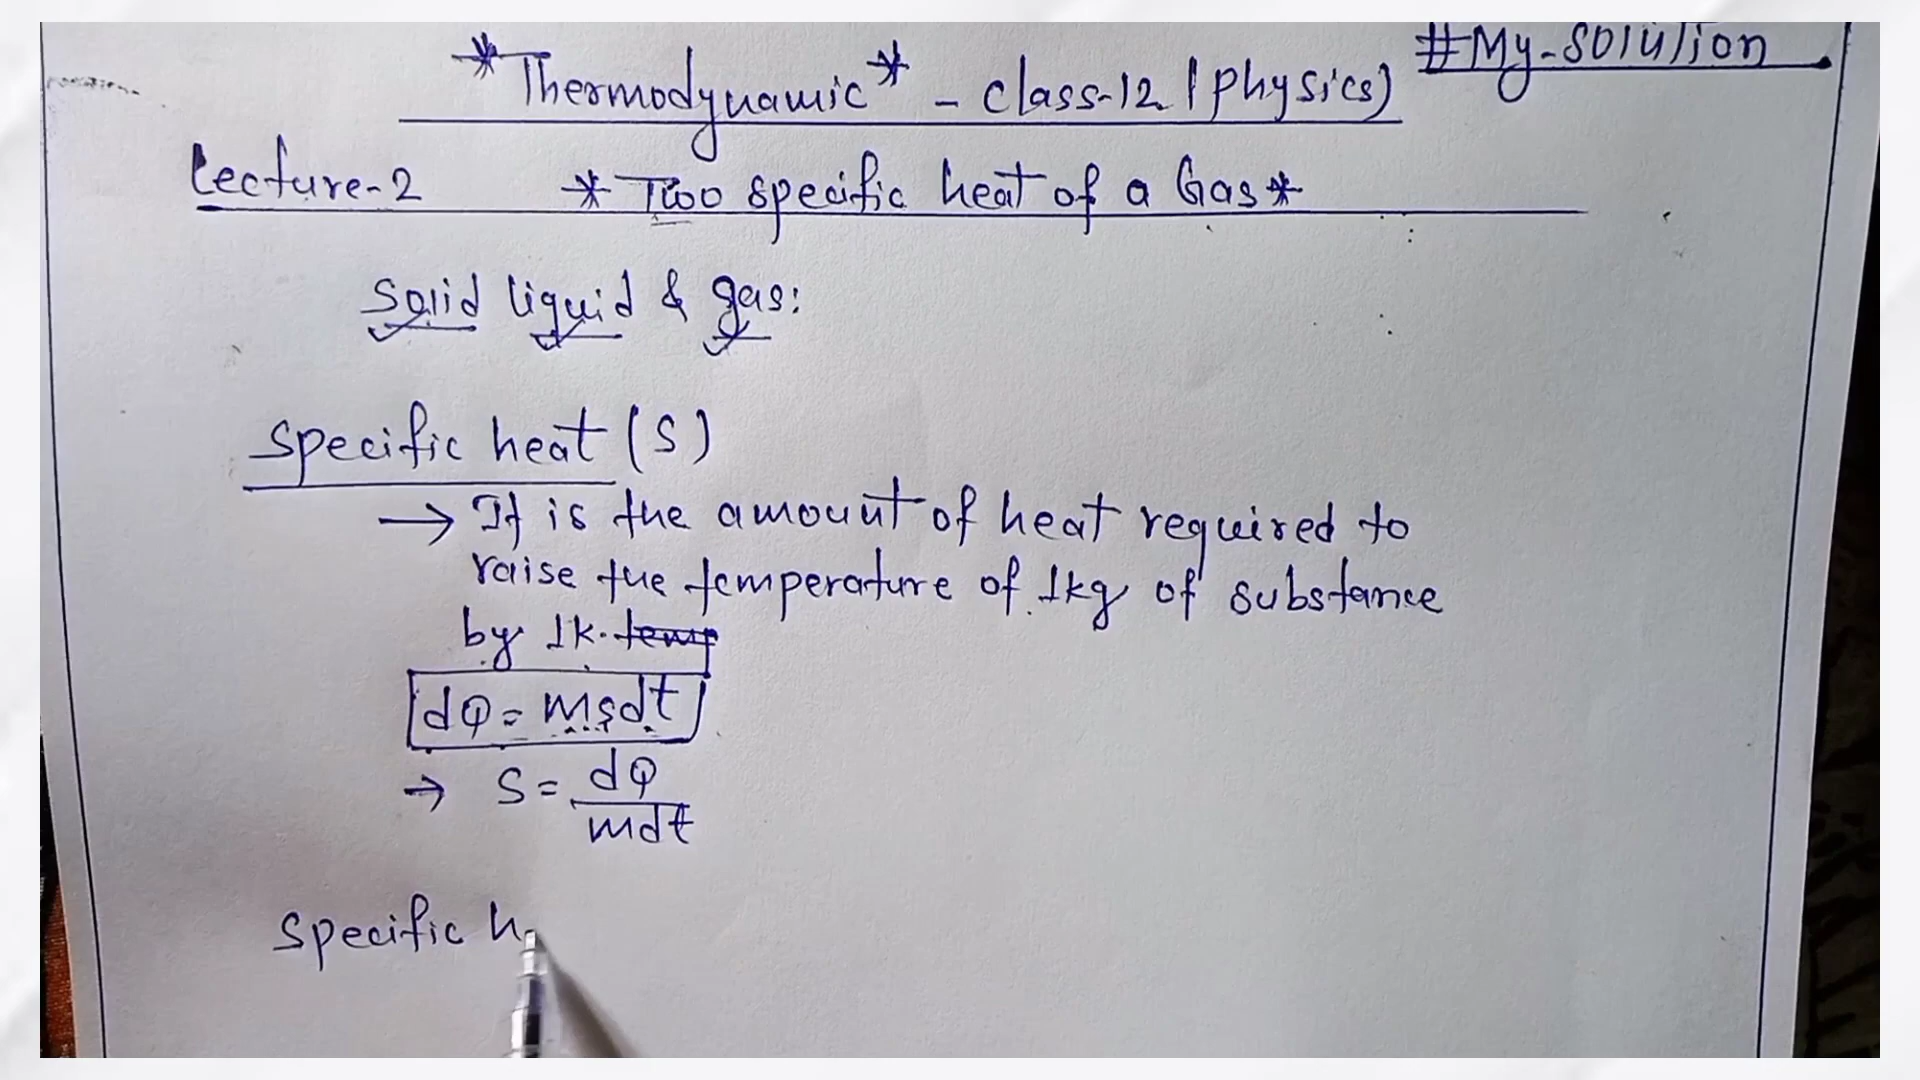 #My-Solution
*Thermodynamic* - class-12 (physics)
Lecture-2 * Two specific heat of a Gas*
Solid liquid & gas:
Specific heat (S)
→ It is the amount of heat required to
raise the temperature of 1kg of substance
by 1k. temp
dQ = msdt
→ S = dQ/mdt
Specific h